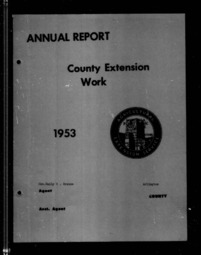 ANNUAL REPORT
County Extension
Work
1953
Agent
COUNTY
Asst. Agent